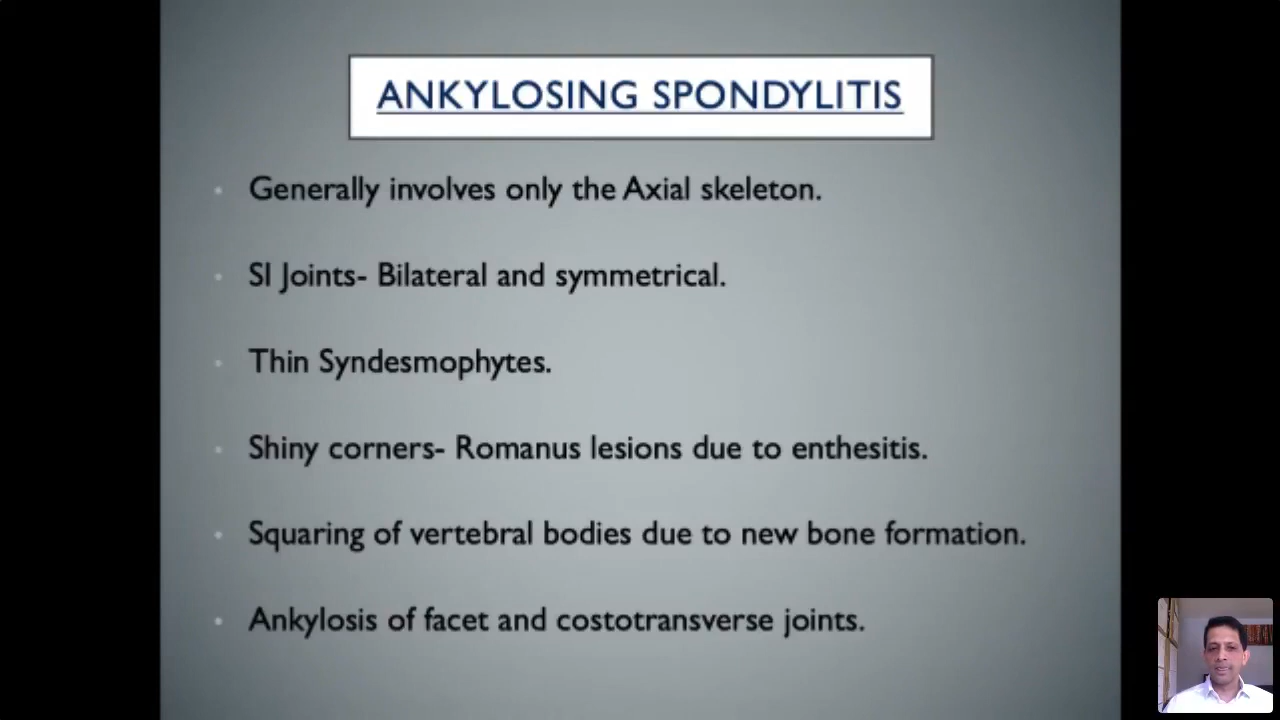 ANKYLOSING SPONDYLITIS
Generally involves only the Axial skeleton.
SI Joints- Bilateral and symmetrical.
Thin Syndesmophytes.
Shiny corners- Romanus lesions due to enthesitis.
Squaring of vertebral bodies due to new bone formation.
Ankylosis of facet and costotransverse joints.